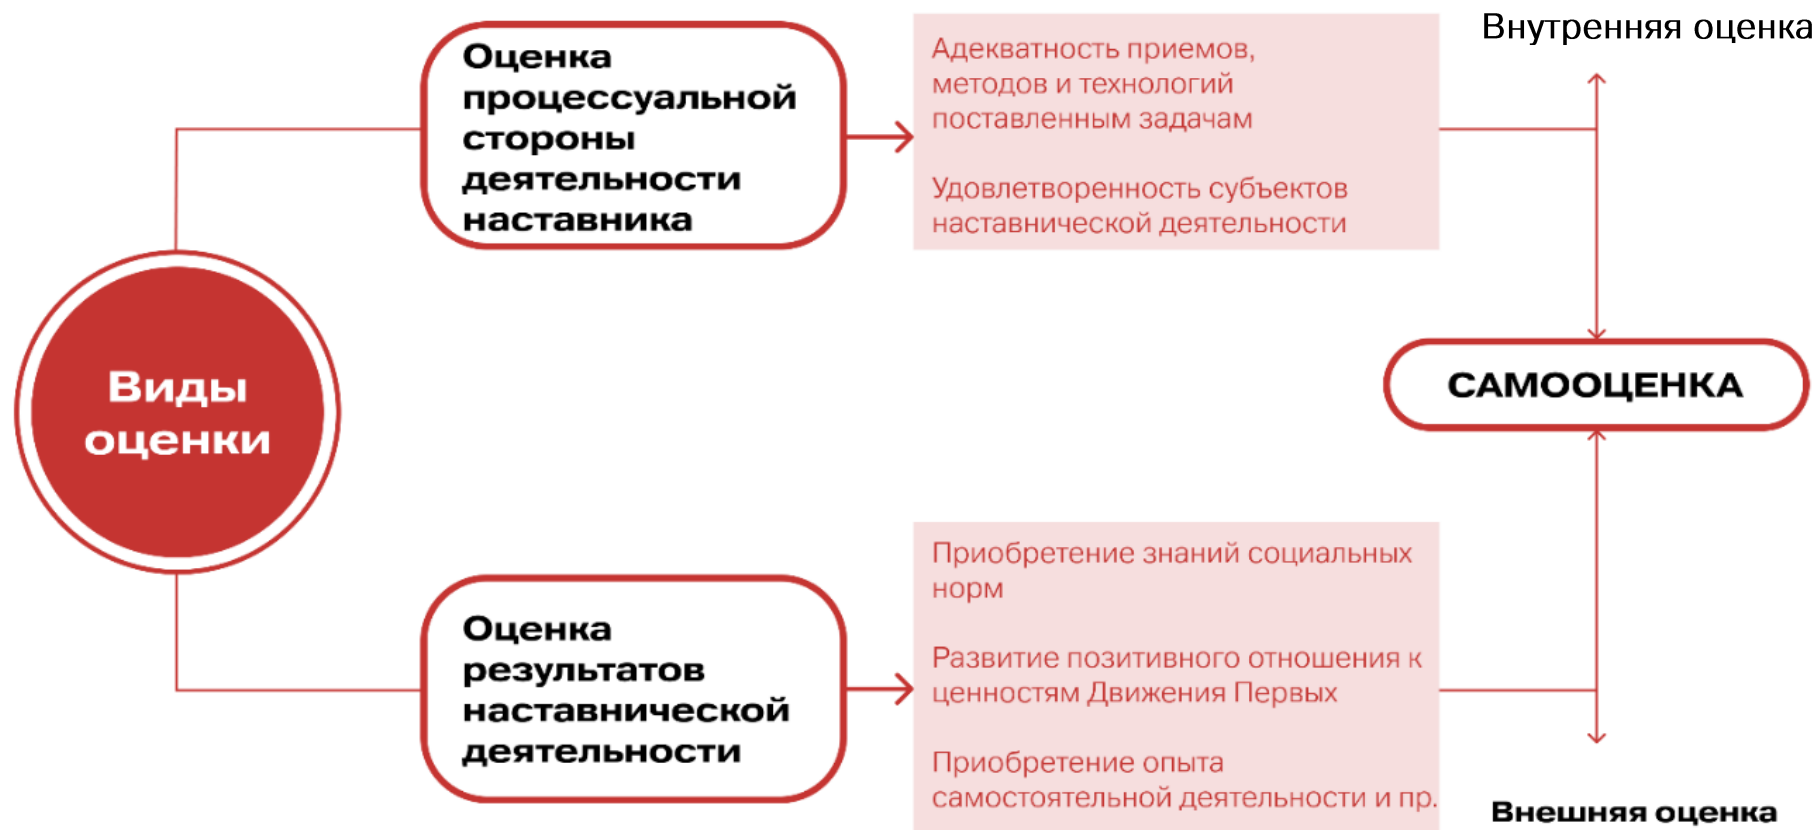 Виды
оценки
Оценка
процессуальной
стороны
деятельности
наставника
Адекватность приемов,
методов и технологий
поставленным задачам
Удовлетворенность субъектов
наставнической деятельности
Внутренняя оценка
САМООЦЕНКА
Оценка
результатов
наставнической
деятельности
Приобретение знаний социальных
норм
Развитие позитивного отношения к
ценностям Движения Первых
Приобретение опыта
самостоятельной деятельности и пр.
Внешняя оценка